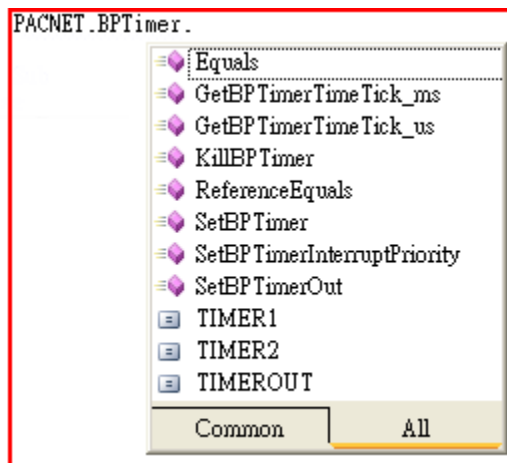 PACNET.BPTimer.
Equals
GetBPTimerTimeTick_ms
GetBPTimerTimeTick_us
KillBPTimer
ReferenceEquals
SetBPTimer
SetBPTimerInterruptPriority
SetBPTimerOut
TIMER1
TIMER2
TIMEROUT
Common All